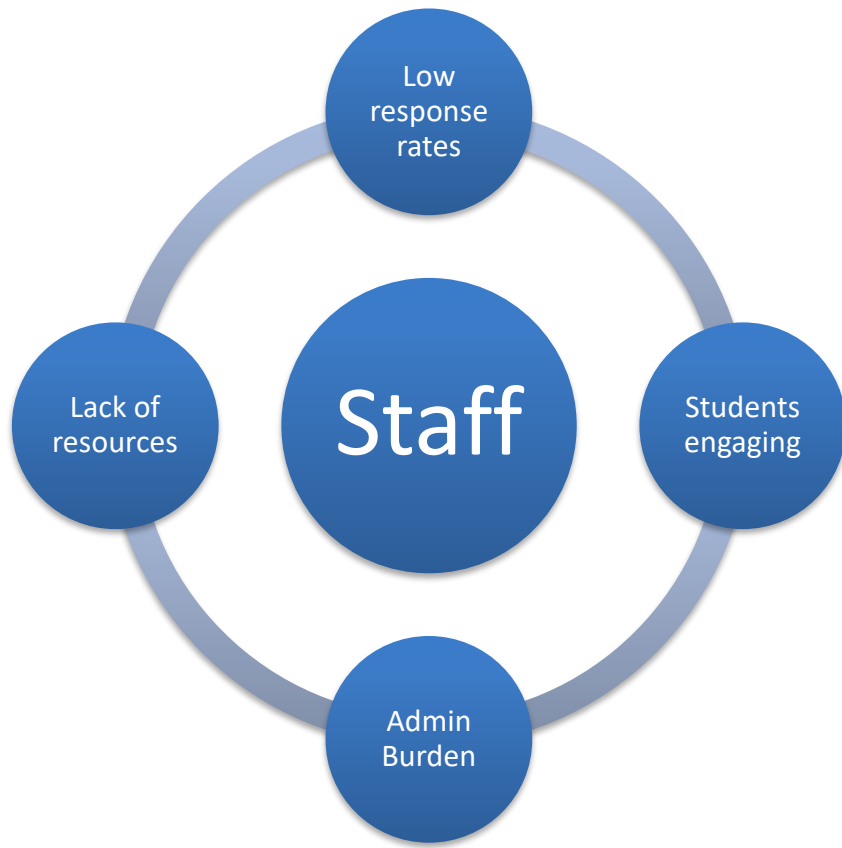 Low
response
rates
Staff
Lack of
resources
Students
engaging
Admin
Burden